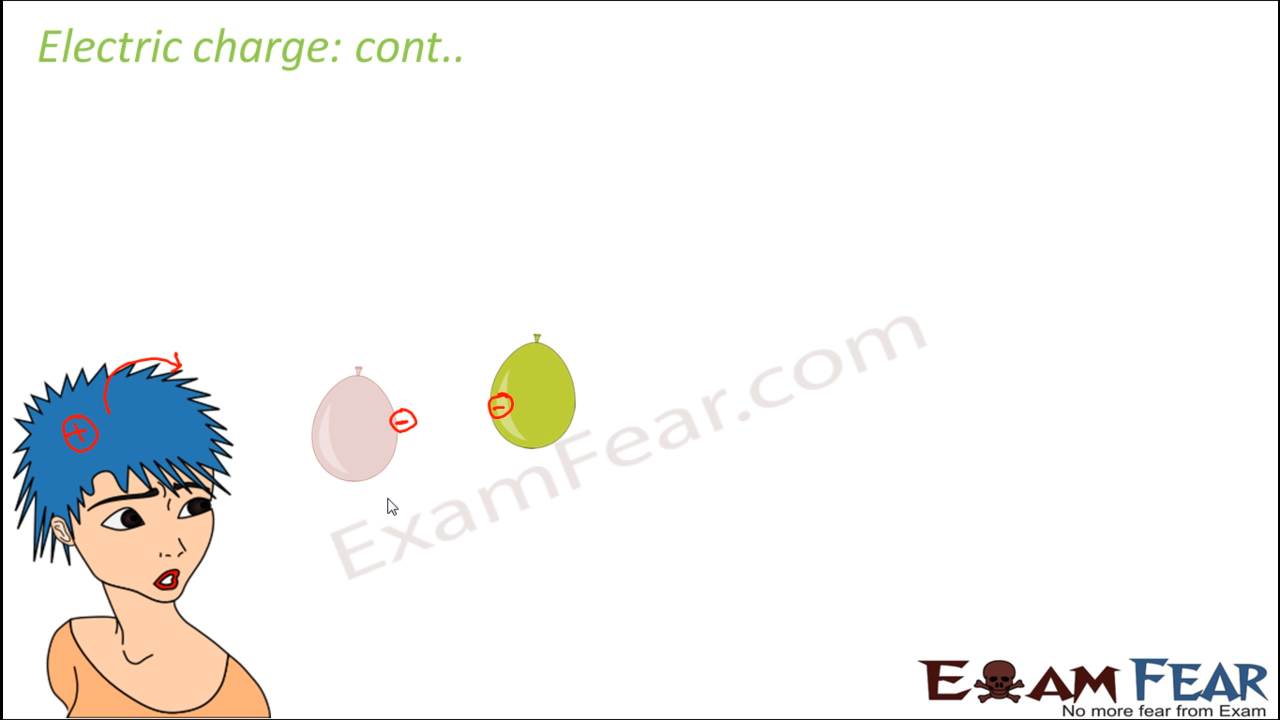 Electric charge: cont..
+
-
-
ExamFear.com
EXAM FEAR
No more fear from Exam